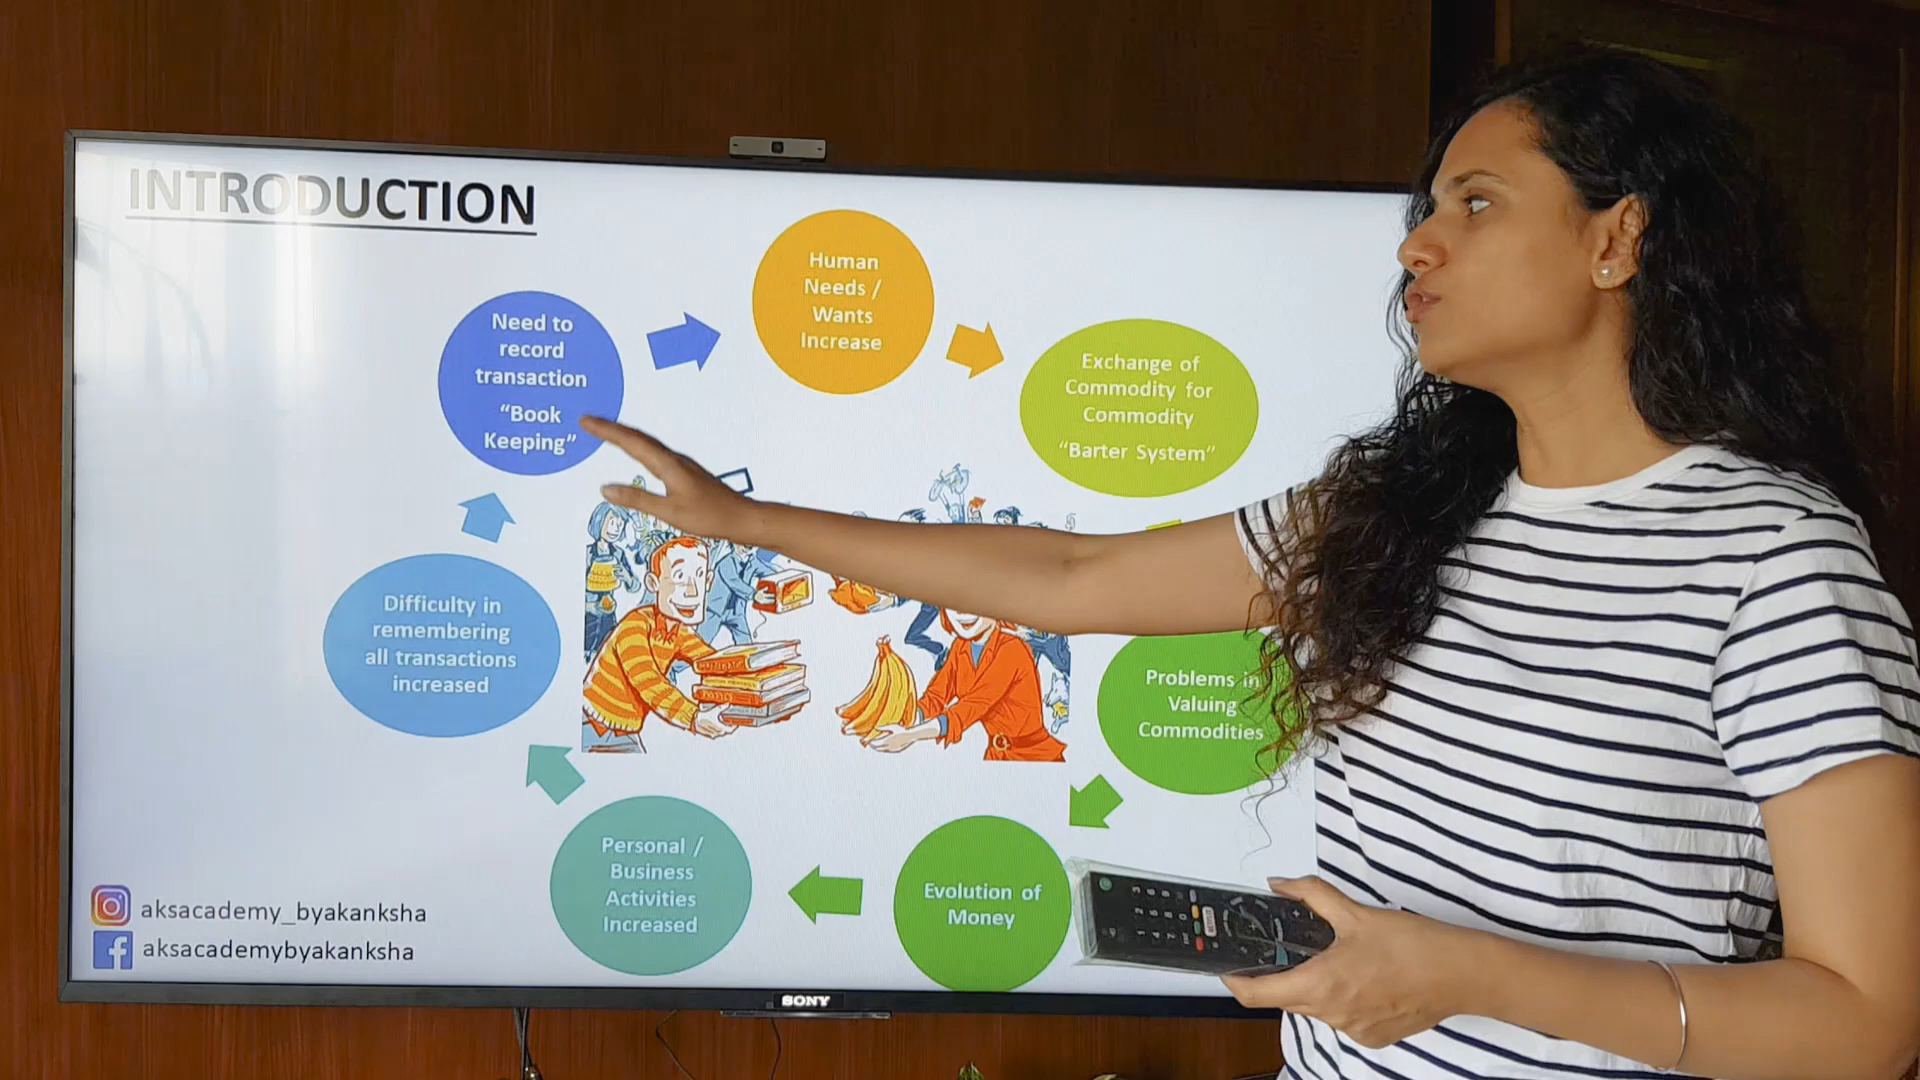 INTRODUCTION
Human
Needs /
Wants
Increase
Exchange of
Commodity for
Commodity
“Barter System”
Problems in
Valuing
Commodities
Evolution of
Money
Personal /
Business
Activities
Increased
Difficulty in
remembering
all transactions
increased
Need to
record
transaction
“Book
Keeping”
aksacademy_byakanksha
aksacademybyakanksha
SONY